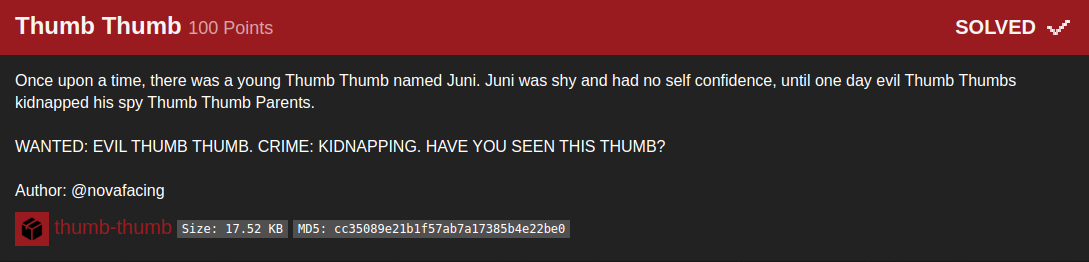 Thumb Thumb 100 Points SOLVED
Once upon a time, there was a young Thumb Thumb named Juni. Juni was shy and had no self confidence, until one day evil Thumb Thumbs
kidnapped his spy Thumb Thumb Parents.
WANTED: EVIL THUMB THUMB. CRIME: KIDNAPPING. HAVE YOU SEEN THIS THUMB?
Author: @novafacing
thumb-thumb Size: 17.52 KB MD5: cc35089e21b1f57ab7a17385b4e22be0